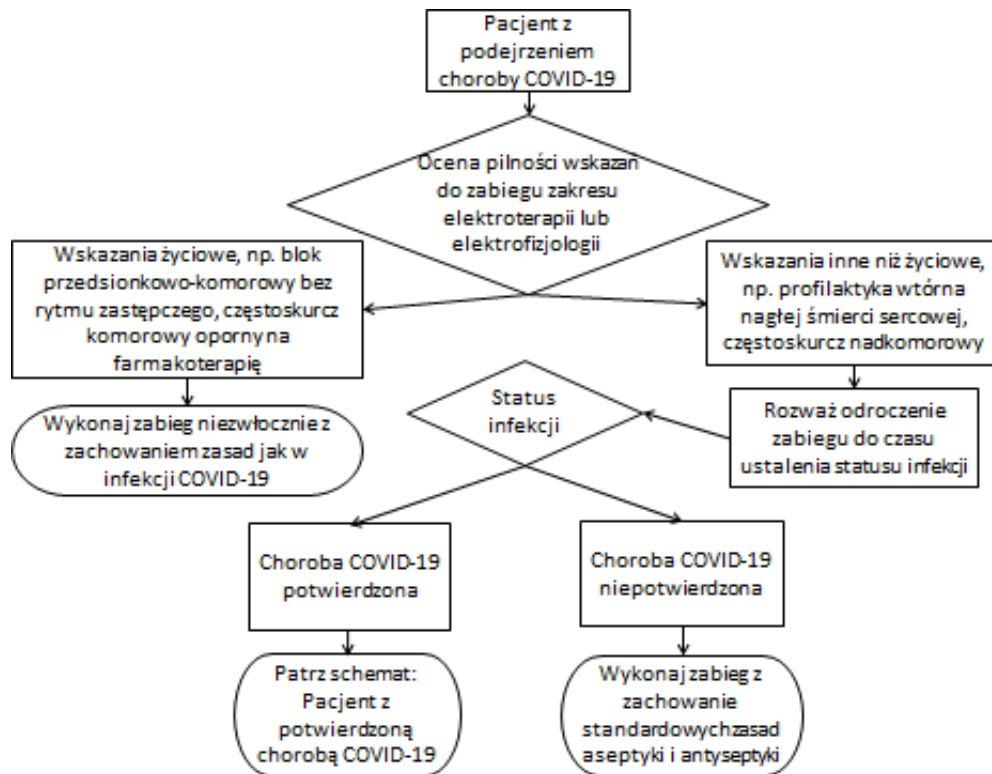 Pacjent z
podejrzeniem
choroby COVID-19
Ocena pilności wskazań
do zabiegu zakresu
elektroterapii lub
elektrofizjologii
Wskazania życiowe, np. blok
przedsionkowo-komorowy bez
rytmu zastępczego, częstoskurcz
komorowy oporny na
farmakoterapię
Wskazania inne niż życiowe,
np. profilaktyka wtórna
nagłej śmierci sercowej,
częstoskurcz nadkomorowy
Wykonaj zabieg niezwłocznie z
zachowaniem zasad jak w
infekcji COVID-19
Status
infekcji
Rozważ odroczenie
zabiegu do czasu
ustalenia statusu infekcji
Choroba COVID-19
potwierdzona
Choroba COVID-19
niepotwierdzona
Patrz schemat:
Pacjent z
potwierdzoną
chorobą COVID-19
Wykonaj zabieg z
zachowanie
standardowychzasad
aseptyki i antyseptyki